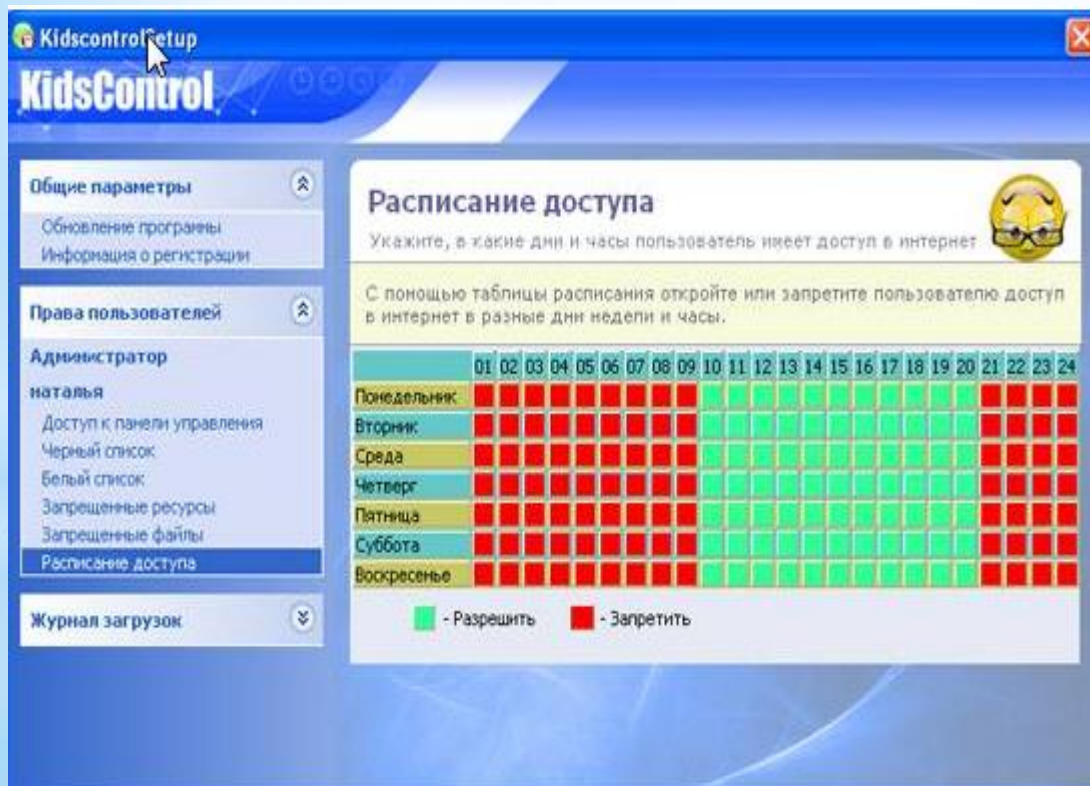 KidscontrolSetup
KidsControl
Общие параметры
Обновление программы
Информация о регистрации
Права пользователей
Администратор
наталья
Доступ к панели управления
Черный список
Белый список
Запрещенные ресурсы
Запрещенные файлы
Расписание доступа
Журнал загрузок
Расписание доступа
Укажите, в какие дни и часы пользователь имеет доступ в интернет
С помощью таблицы расписания откройте или запретите пользователю доступ
в интернет в разные дни недели и часы.
01 02 03 04 05 06 07 08 09 10 11 12 13 14 15 16 17 18 19 20 21 22 23 24
Понедельник
Вторник
Среда
Четверг
Пятница
Суббота
Воскресенье
- Разрешить - Запретить